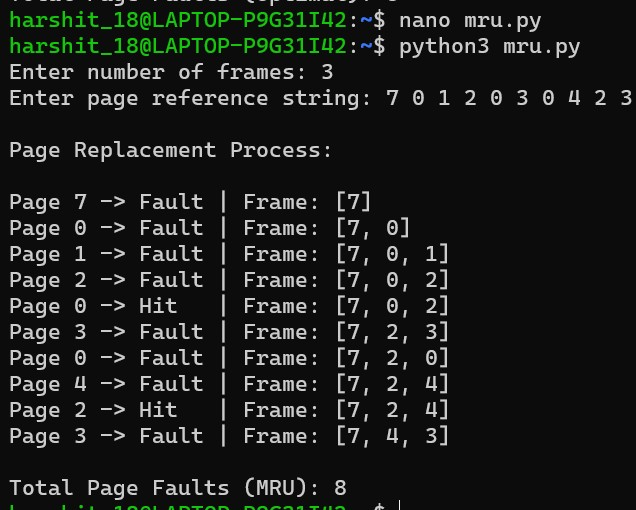 Total Page Faults (Optimal):
harshit_18@LAPTOP-P9G31I42:~$ nano mru.py
harshit_18@LAPTOP-P9G31I42:~$ python3 mru.py
Enter number of frames: 3
Enter page reference string: 7 0 1 2 0 3 0 4 2 3

Page Replacement Process:

Page 7 -> Fault | Frame: [7]
Page 0 -> Fault | Frame: [7, 0]
Page 1 -> Fault | Frame: [7, 0, 1]
Page 2 -> Fault | Frame: [7, 0, 2]
Page 0 -> Hit   | Frame: [7, 0, 2]
Page 3 -> Fault | Frame: [7, 2, 3]
Page 0 -> Fault | Frame: [7, 2, 0]
Page 4 -> Fault | Frame: [7, 2, 4]
Page 2 -> Hit   | Frame: [7, 2, 4]
Page 3 -> Fault | Frame: [7, 4, 3]

Total Page Faults (MRU): 8
harshit_18@LAPTOP-P9G31I42:~$